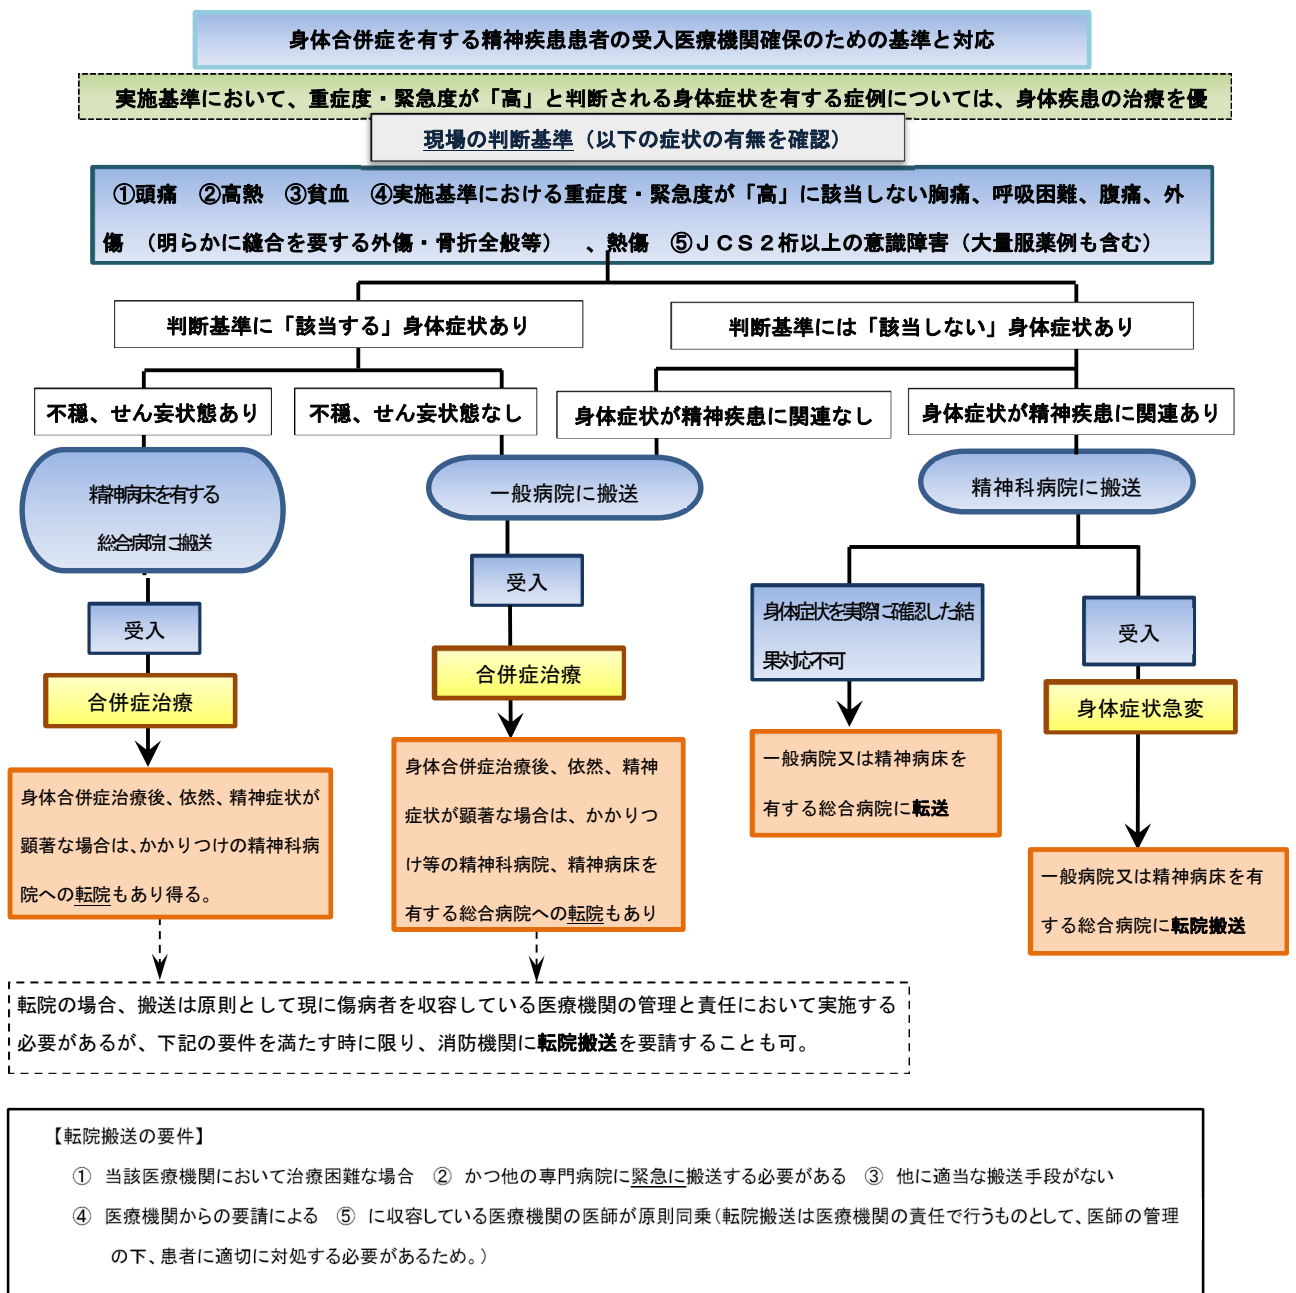 身体合併症を有する精神疾患患者の受入医療機関確保のための基準と対応
実施基準において、重症度・緊急度が「高」と判断される身体症状を有する症例については、身体疾患の治療を優
現場の判断基準（以下の症状の有無を確認）
①頭痛　②高熱　③貧血　④実施基準における重症度・緊急度が「高」に該当しない胸痛、呼吸困難、腹痛、外
傷　（明らかに縫合を要する外傷・骨折全般等）　、熱傷　⑤ＪＣＳ２桁以上の意識障害（大量服薬例も含む）
判断基準に「該当する」身体症状あり
判断基準には「該当しない」身体症状あり
不穏、せん妄状態あり
不穏、せん妄状態なし
身体症状が精神疾患に関連なし
身体症状が精神疾患に関連あり
精神病床を有する
総合病院に搬送
一般病院に搬送
精神科病院に搬送
受入
受入
身体症状を実際に確認した結
果対応不可
受入
合併症治療
合併症治療
身体症状急変
身体合併症治療後、依然、精神症状が
顕著な場合は、かかりつけの精神科病
院への転院もあり得る。
身体合併症治療後、依然、精神
症状が顕著な場合は、かかりつ
け等の精神科病院、精神病床を
有する総合病院への転院もあり
一般病院又は精神病床を
有する総合病院に転送
一般病院又は精神病床を有
する総合病院に転院搬送
転院の場合、搬送は原則として現に傷病者を収容している医療機関の管理と責任において実施する
必要があるが、下記の要件を満たす時に限り、消防機関に転院搬送を要請することも可。
【転院搬送の要件】
①　当該医療機関において治療困難な場合　②　かつ他の専門病院に緊急に搬送する必要がある　③　他に適当な搬送手段がない
④　医療機関からの要請による　⑤　に収容している医療機関の医師が原則同乗（転院搬送は医療機関の責任で行うものとして、医師の管理
の下、患者に適切に対処する必要があるため。）